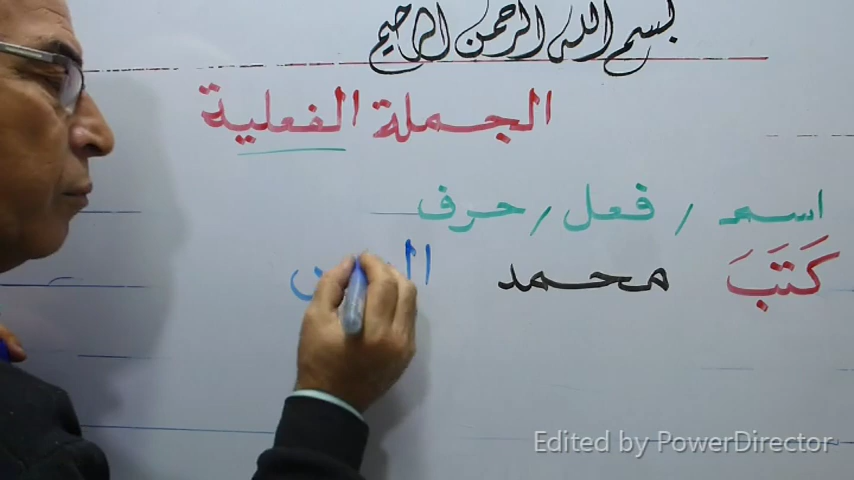 بسم الله الرحمن الرحيم
الجملة الفعلية
اسم / فعل / حرف
كَتَبَ محمد
Edited by PowerDirector